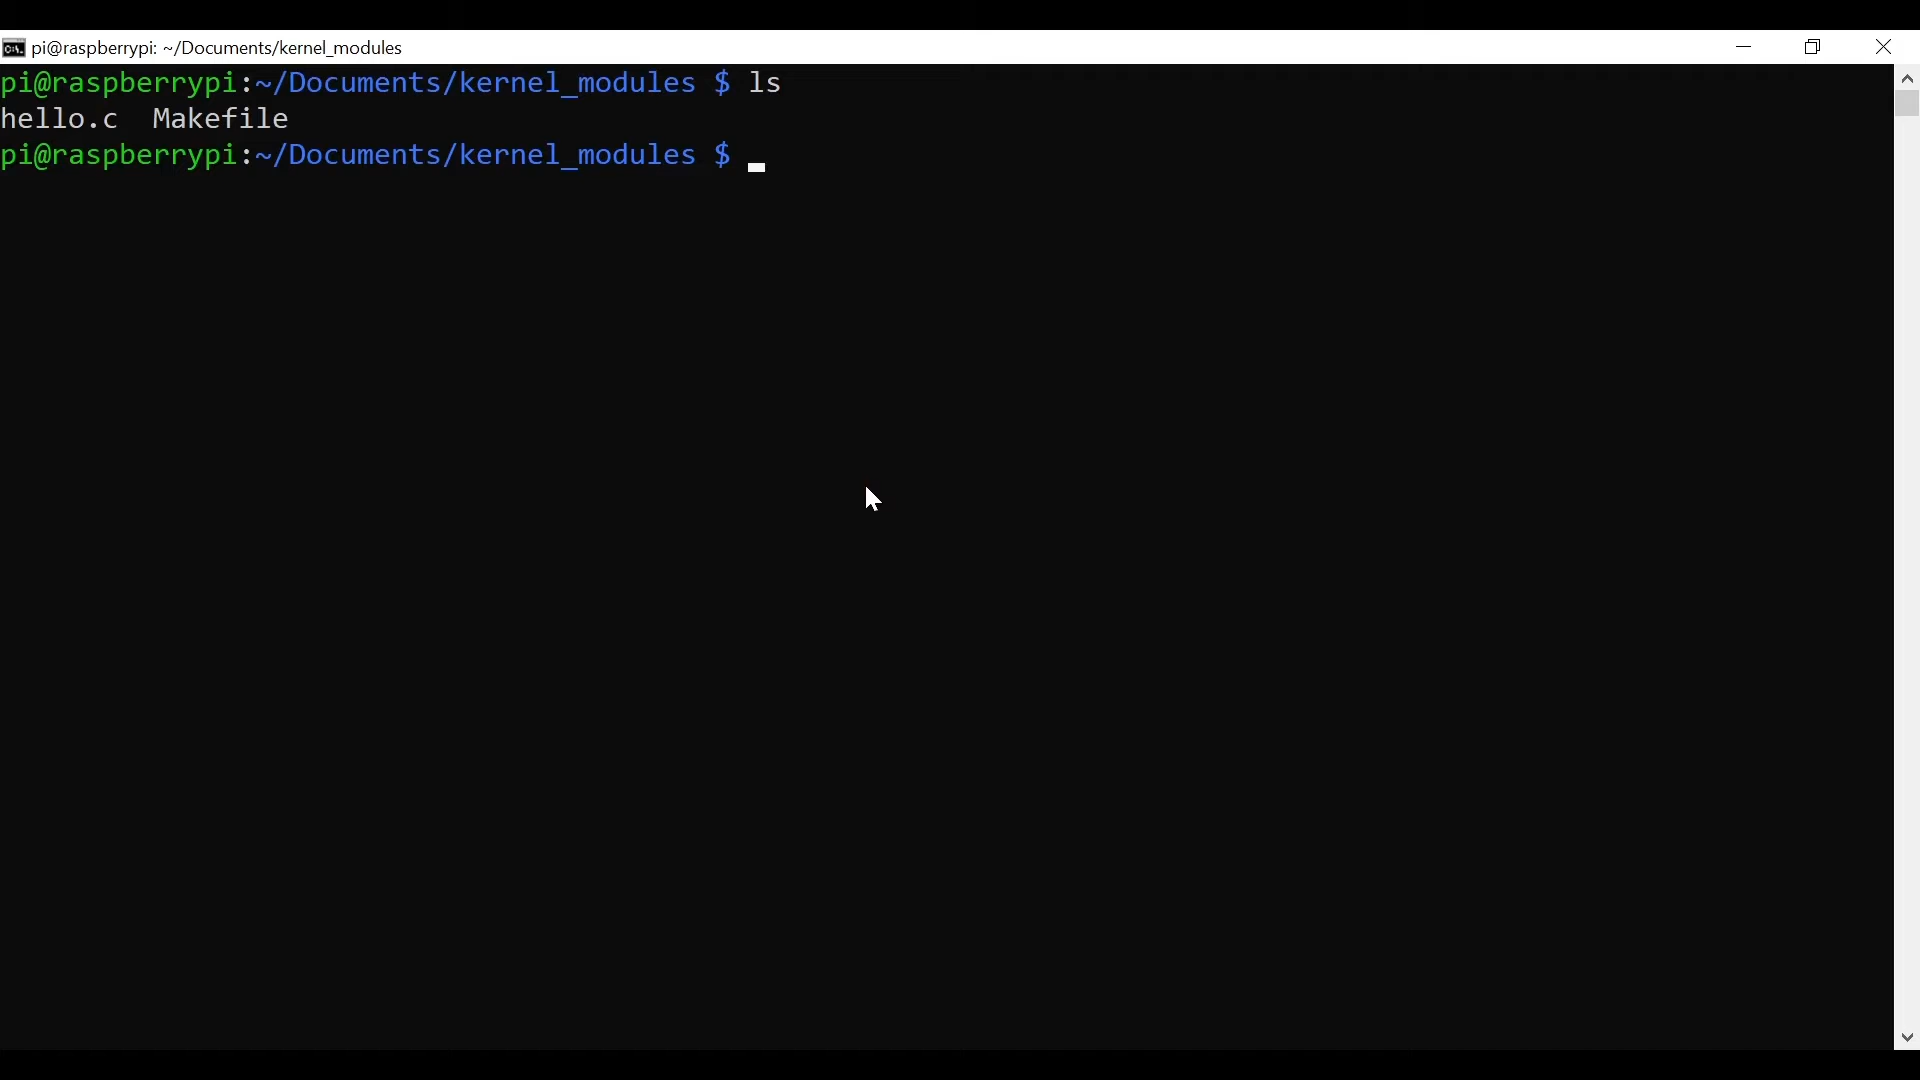 pi@raspberrypi: ~/Documents/kernel_modules
pi@raspberrypi:~/Documents/kernel_modules $ ls
hello.c  Makefile
pi@raspberrypi:~/Documents/kernel_modules $